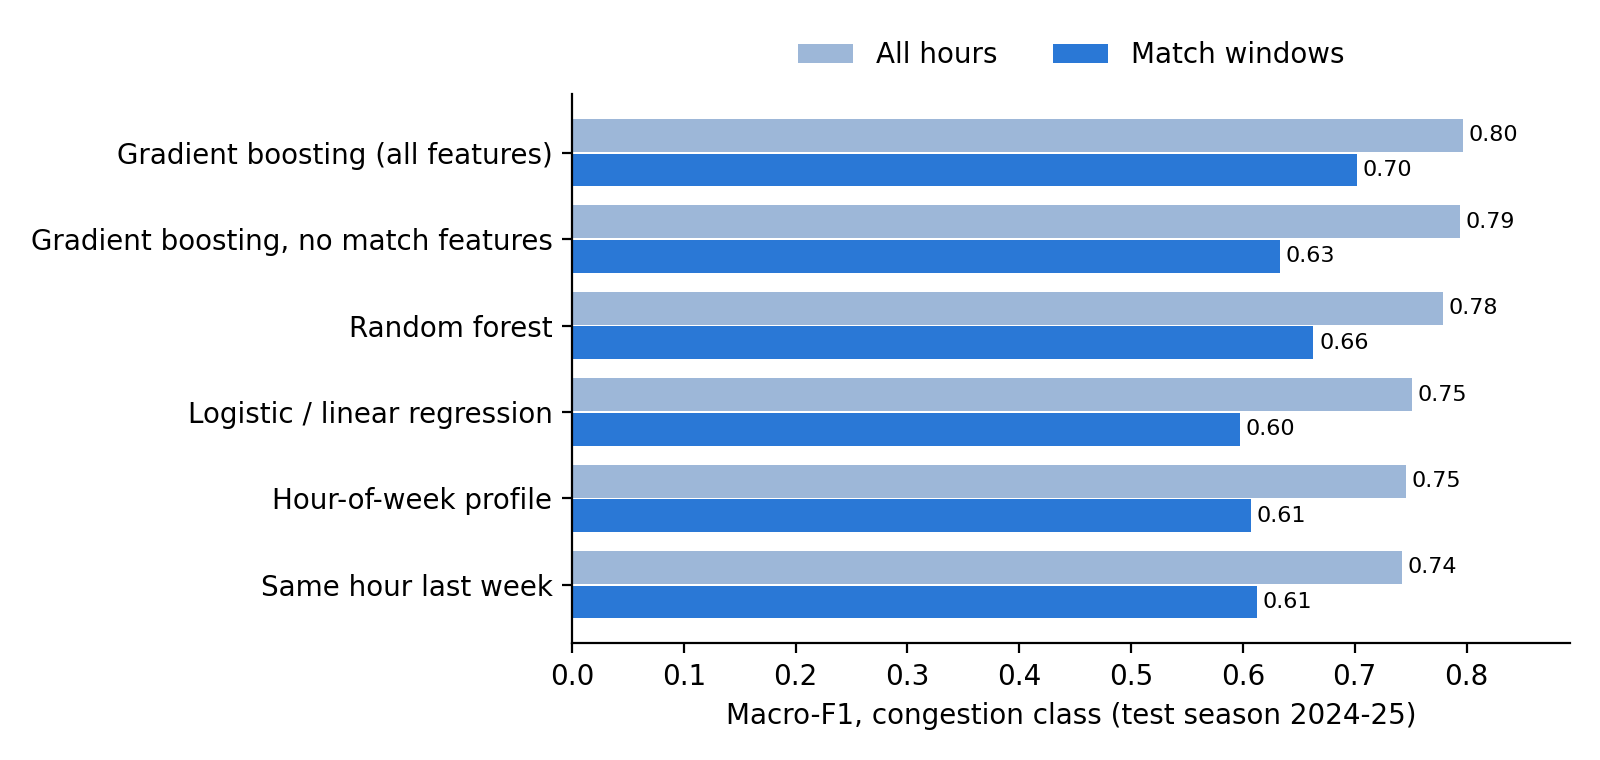 All hours
Match windows
Gradient boosting (all features)
0.80
0.70
Gradient boosting, no match features
0.79
0.63
Random forest
0.78
0.66
Logistic / linear regression
0.75
0.60
Hour-of-week profile
0.75
0.61
Same hour last week
0.74
0.61
0.0 0.1 0.2 0.3 0.4 0.5 0.6 0.7 0.8
Macro-F1, congestion class (test season 2024-25)